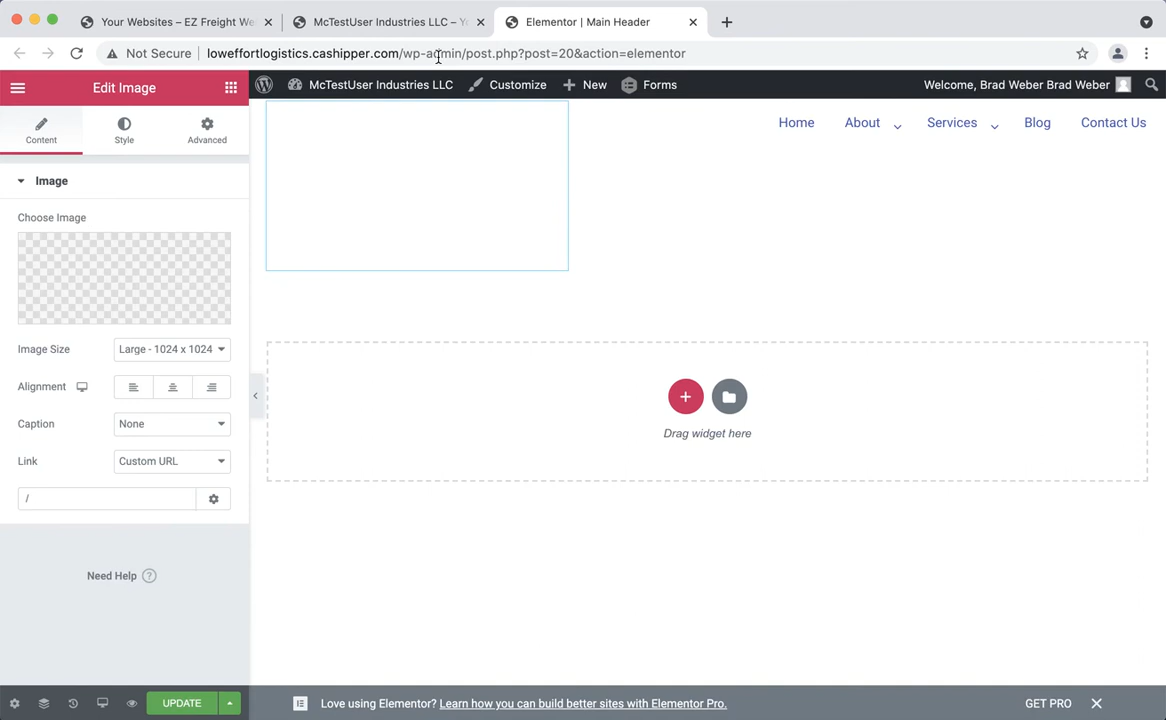 Your Websites – EZ Freight We
McTestUser Industries LLC – Y
Elementor | Main Header
Not Secure
loweffortlogistics.cashipper.com/wp-admin/post.php?post=20&action=elementor
Edit Image
McTestUser Industries LLC
Customize
New
Forms
Welcome, Brad Weber Brad Weber
Content
Style
Advanced
Home
About
Services
Blog
Contact Us
Image
Choose Image
Image Size
Large - 1024 x 1024
Alignment
Caption
None
Link
Custom URL
/
Drag widget here
Need Help
UPDATE
Love using Elementor? Learn how you can build better sites with Elementor Pro.
GET PRO